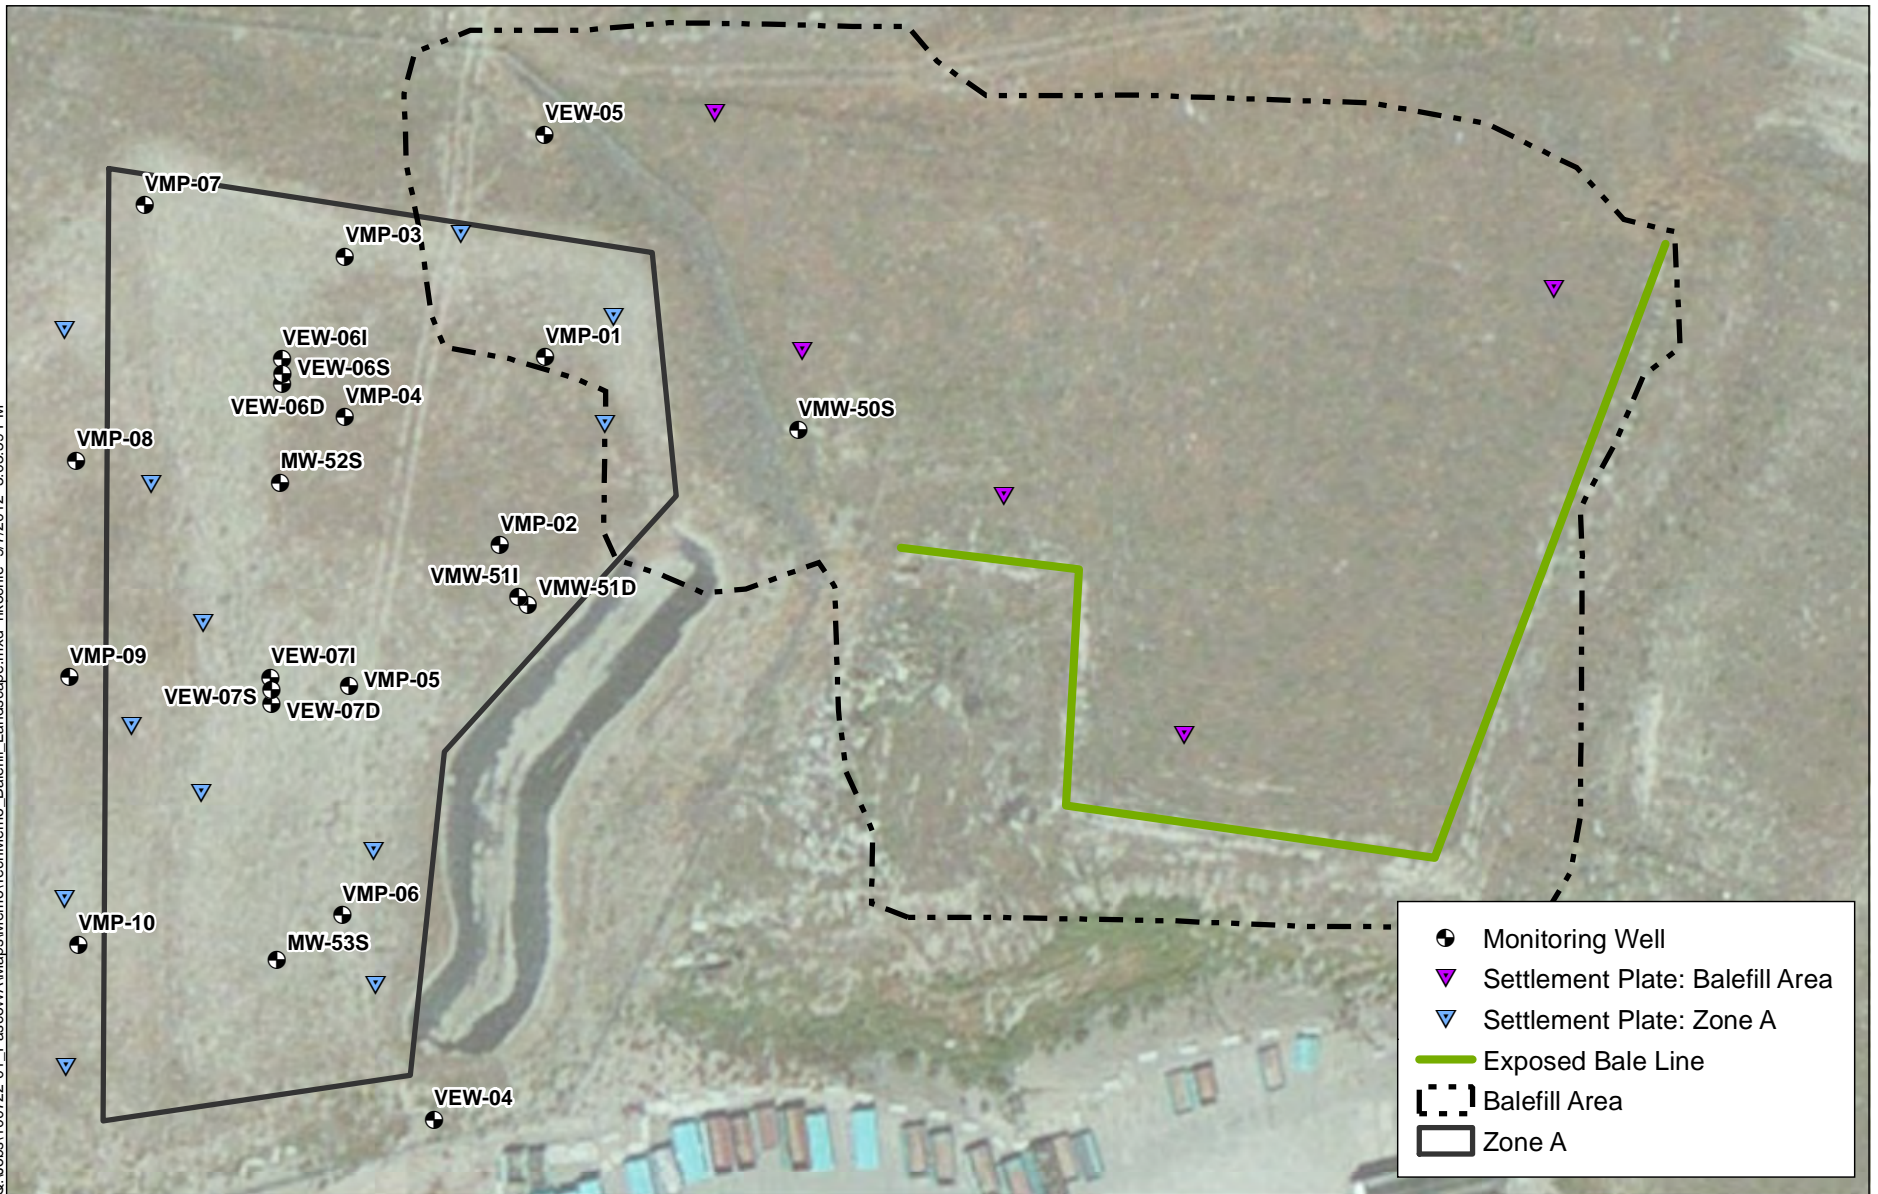 VEW-05
VMP-07
VMP-03
VEW-06I
VMP-01
VEW-06S
VEW-06D
VMP-04
VMW-50S
VMP-08
MW-52S
VMP-02
VMW-51I
VMW-51D
VMP-09
VEW-07I
VMP-05
VEW-07S
VEW-07D
VMP-06
VMP-10
MW-53S
VEW-04
Monitoring Well
Settlement Plate: Balefill Area
Settlement Plate: Zone A
Exposed Bale Line
Balefill Area
Zone A